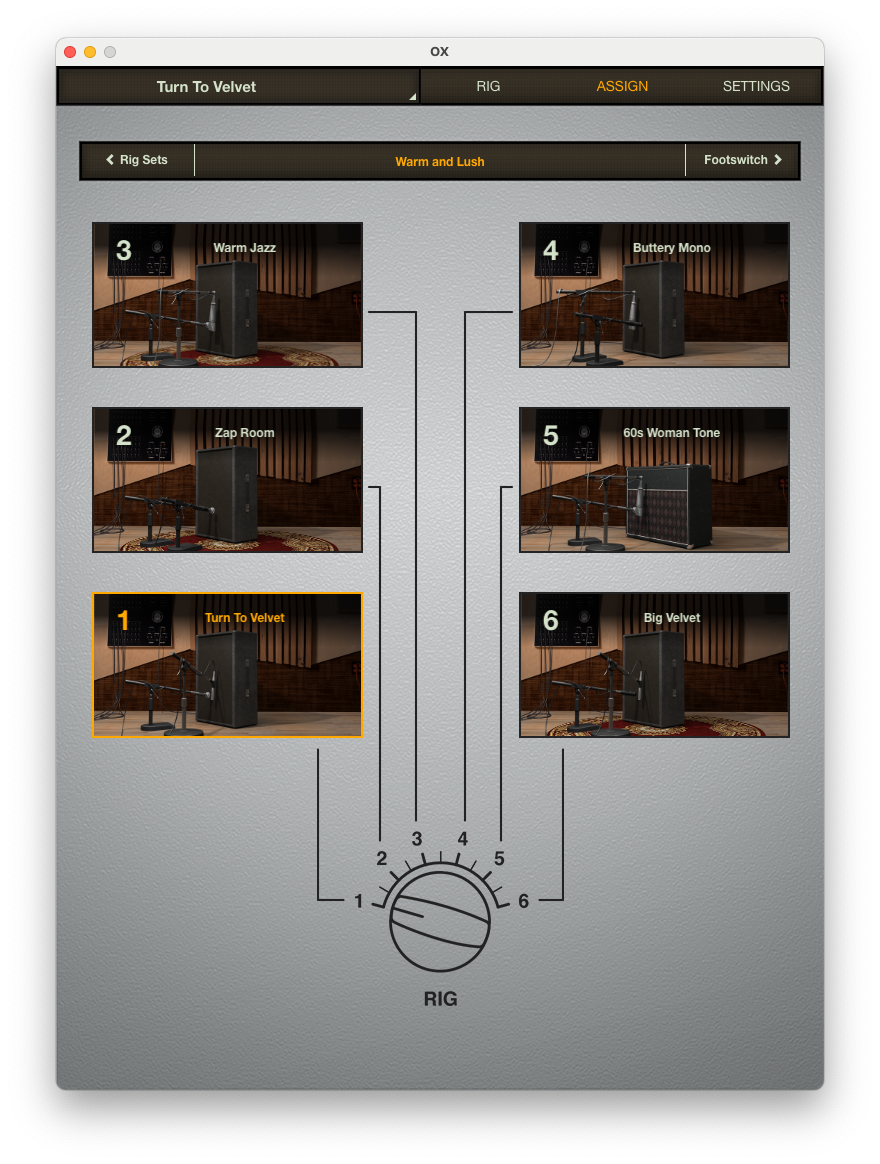 OX
Turn To Velvet
RIG
ASSIGN
SETTINGS
Rig Sets
Warm and Lush
Footswitch
3
Warm Jazz
4
Buttery Mono
2
Zap Room
5
60s Woman Tone
1
Turn To Velvet
6
Big Velvet
3
4
2
5
1
6
RIG